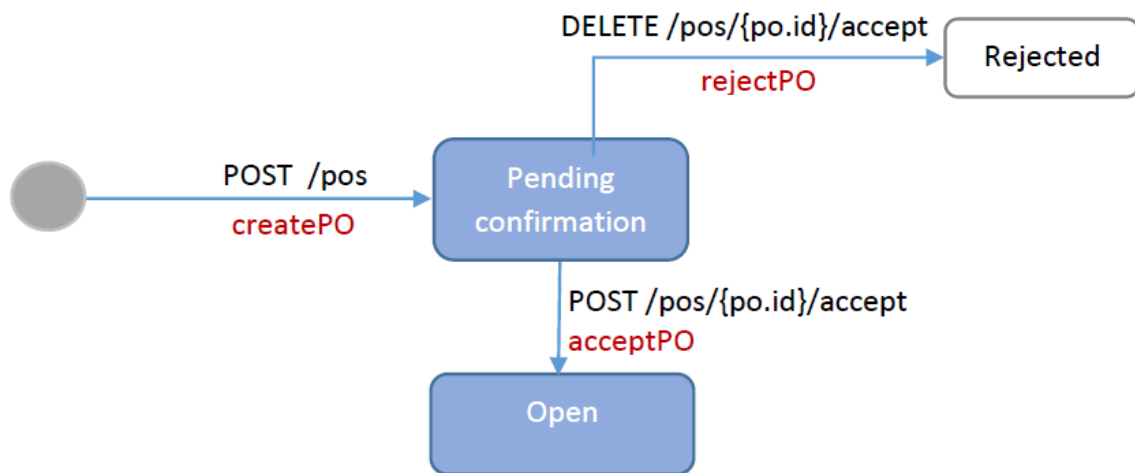 DELETE /pos/{po.id}/accept
rejectPO
Rejected
POST /pos
createPO
Pending
confirmation
POST /pos/{po.id}/accept
acceptPO
Open